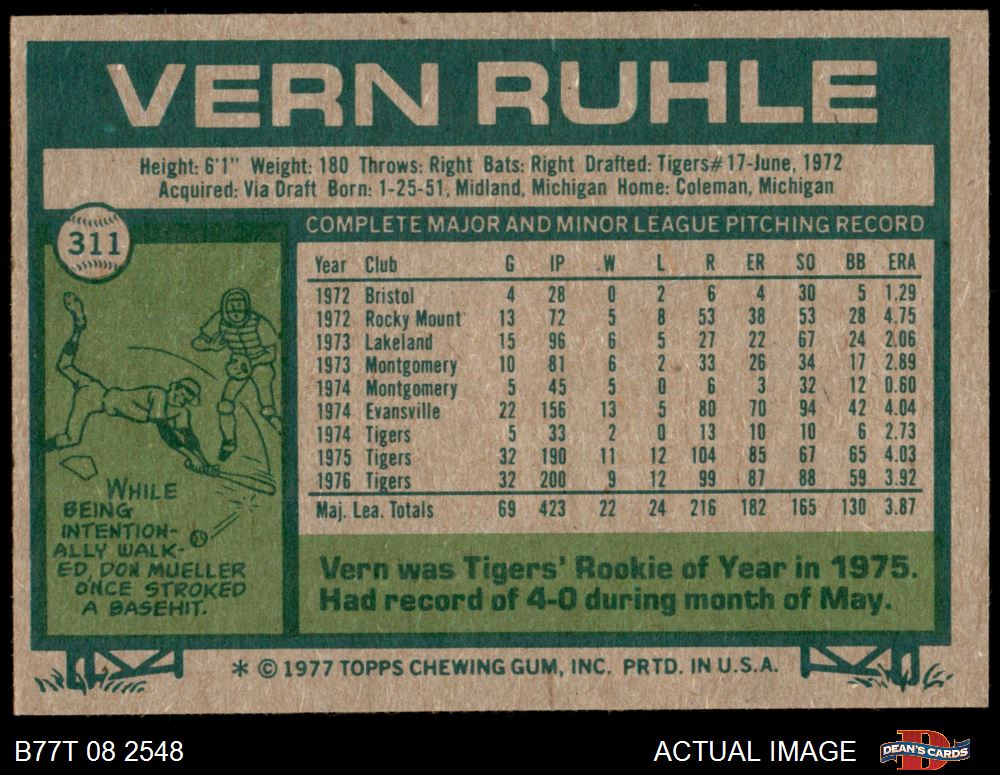 VERN RUHLE
Height: 6'1" Weight: 180 Throws: Right Bats: Right Drafted: Tigers#17-June, 1972
Acquired: Via Draft Born: 1-25-51, Midland, Michigan Home: Coleman, Michigan
311
COMPLETE MAJOR AND MINOR LEAGUE PITCHING RECORD
Year Club G IP W L R ER SO BB ERA
1972 Bristol 4 28 0 2 6 4 30 5 1.29
1972 Rocky Mount 13 72 5 8 53 38 53 28 4.75
1973 Lakeland 15 96 6 5 27 22 67 24 2.06
1973 Montgomery 10 81 6 2 33 26 34 17 2.89
1974 Montgomery 5 45 5 0 6 3 32 12 0.60
1974 Evansville 22 156 13 5 80 70 94 42 4.04
1974 Tigers 5 33 2 0 13 10 10 6 2.73
1975 Tigers 32 190 11 12 104 85 67 65 4.03
1976 Tigers 32 200 9 12 99 87 88 59 3.92
Maj. Lea. Totals 69 423 22 24 216 182 165 130 3.87
WHILE
BEING
INTENTION-
ALLY WALK-
ED, DON MUELLER
ONCE STROKED
A BASEHIT.
Vern was Tigers' Rookie of Year in 1975.
Had record of 4-0 during month of May.
* © 1977 TOPPS CHEWING GUM, INC. PRTD. IN U.S.A.
B77T 08 2548
ACTUAL IMAGE
D
DEAN'S CARDS